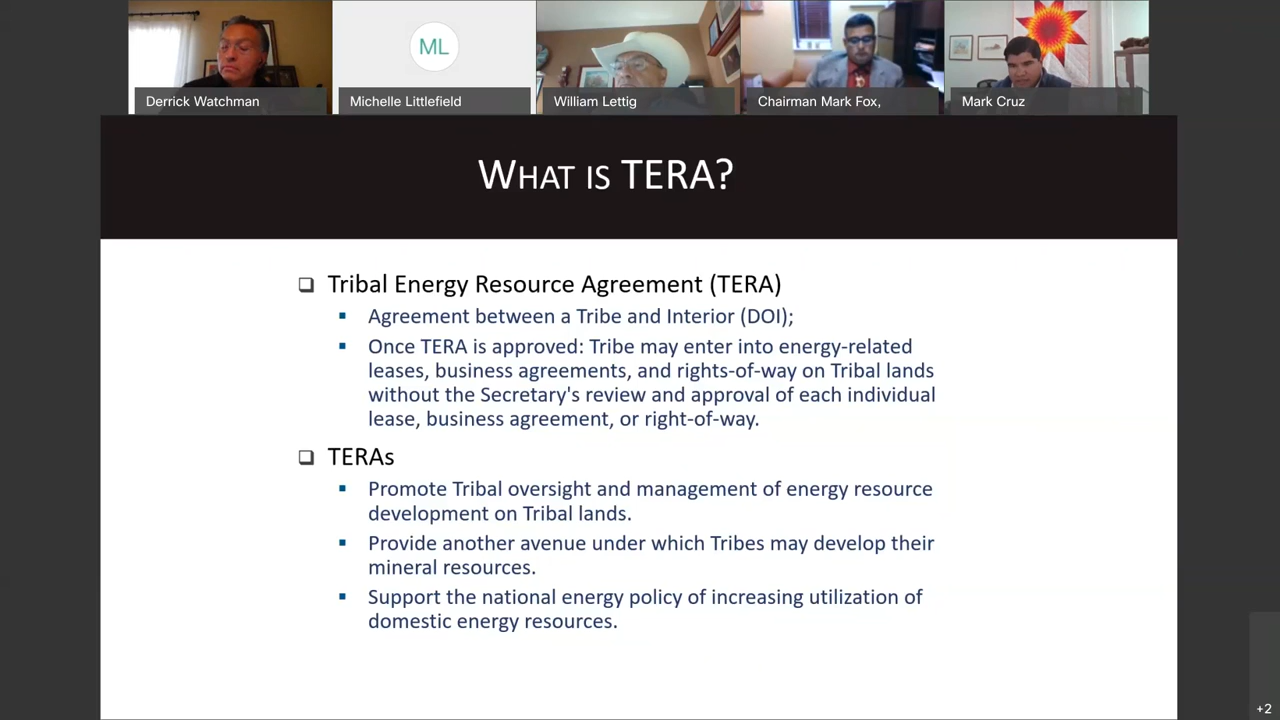 ML
Derrick Watchman
Michelle Littlefield
William Lettig
Chairman Mark Fox,
Mark Cruz
WHAT IS TERA?
Tribal Energy Resource Agreement (TERA)
Agreement between a Tribe and Interior (DOI);
Once TERA is approved: Tribe may enter into energy-related
leases, business agreements, and rights-of-way on Tribal lands
without the Secretary's review and approval of each individual
lease, business agreement, or right-of-way.
TERAs
Promote Tribal oversight and management of energy resource
development on Tribal lands.
Provide another avenue under which Tribes may develop their
mineral resources.
Support the national energy policy of increasing utilization of
domestic energy resources.
+2